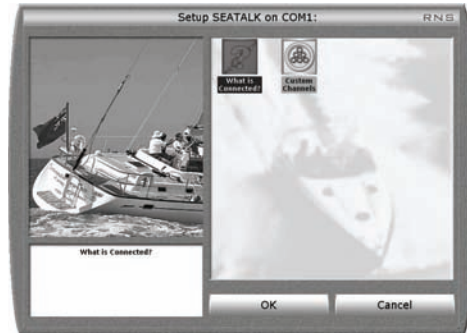 Setup SEATALK on COM1:
RNS
What is
Connected?
Custom
Channels
What is Connected?
OK
Cancel